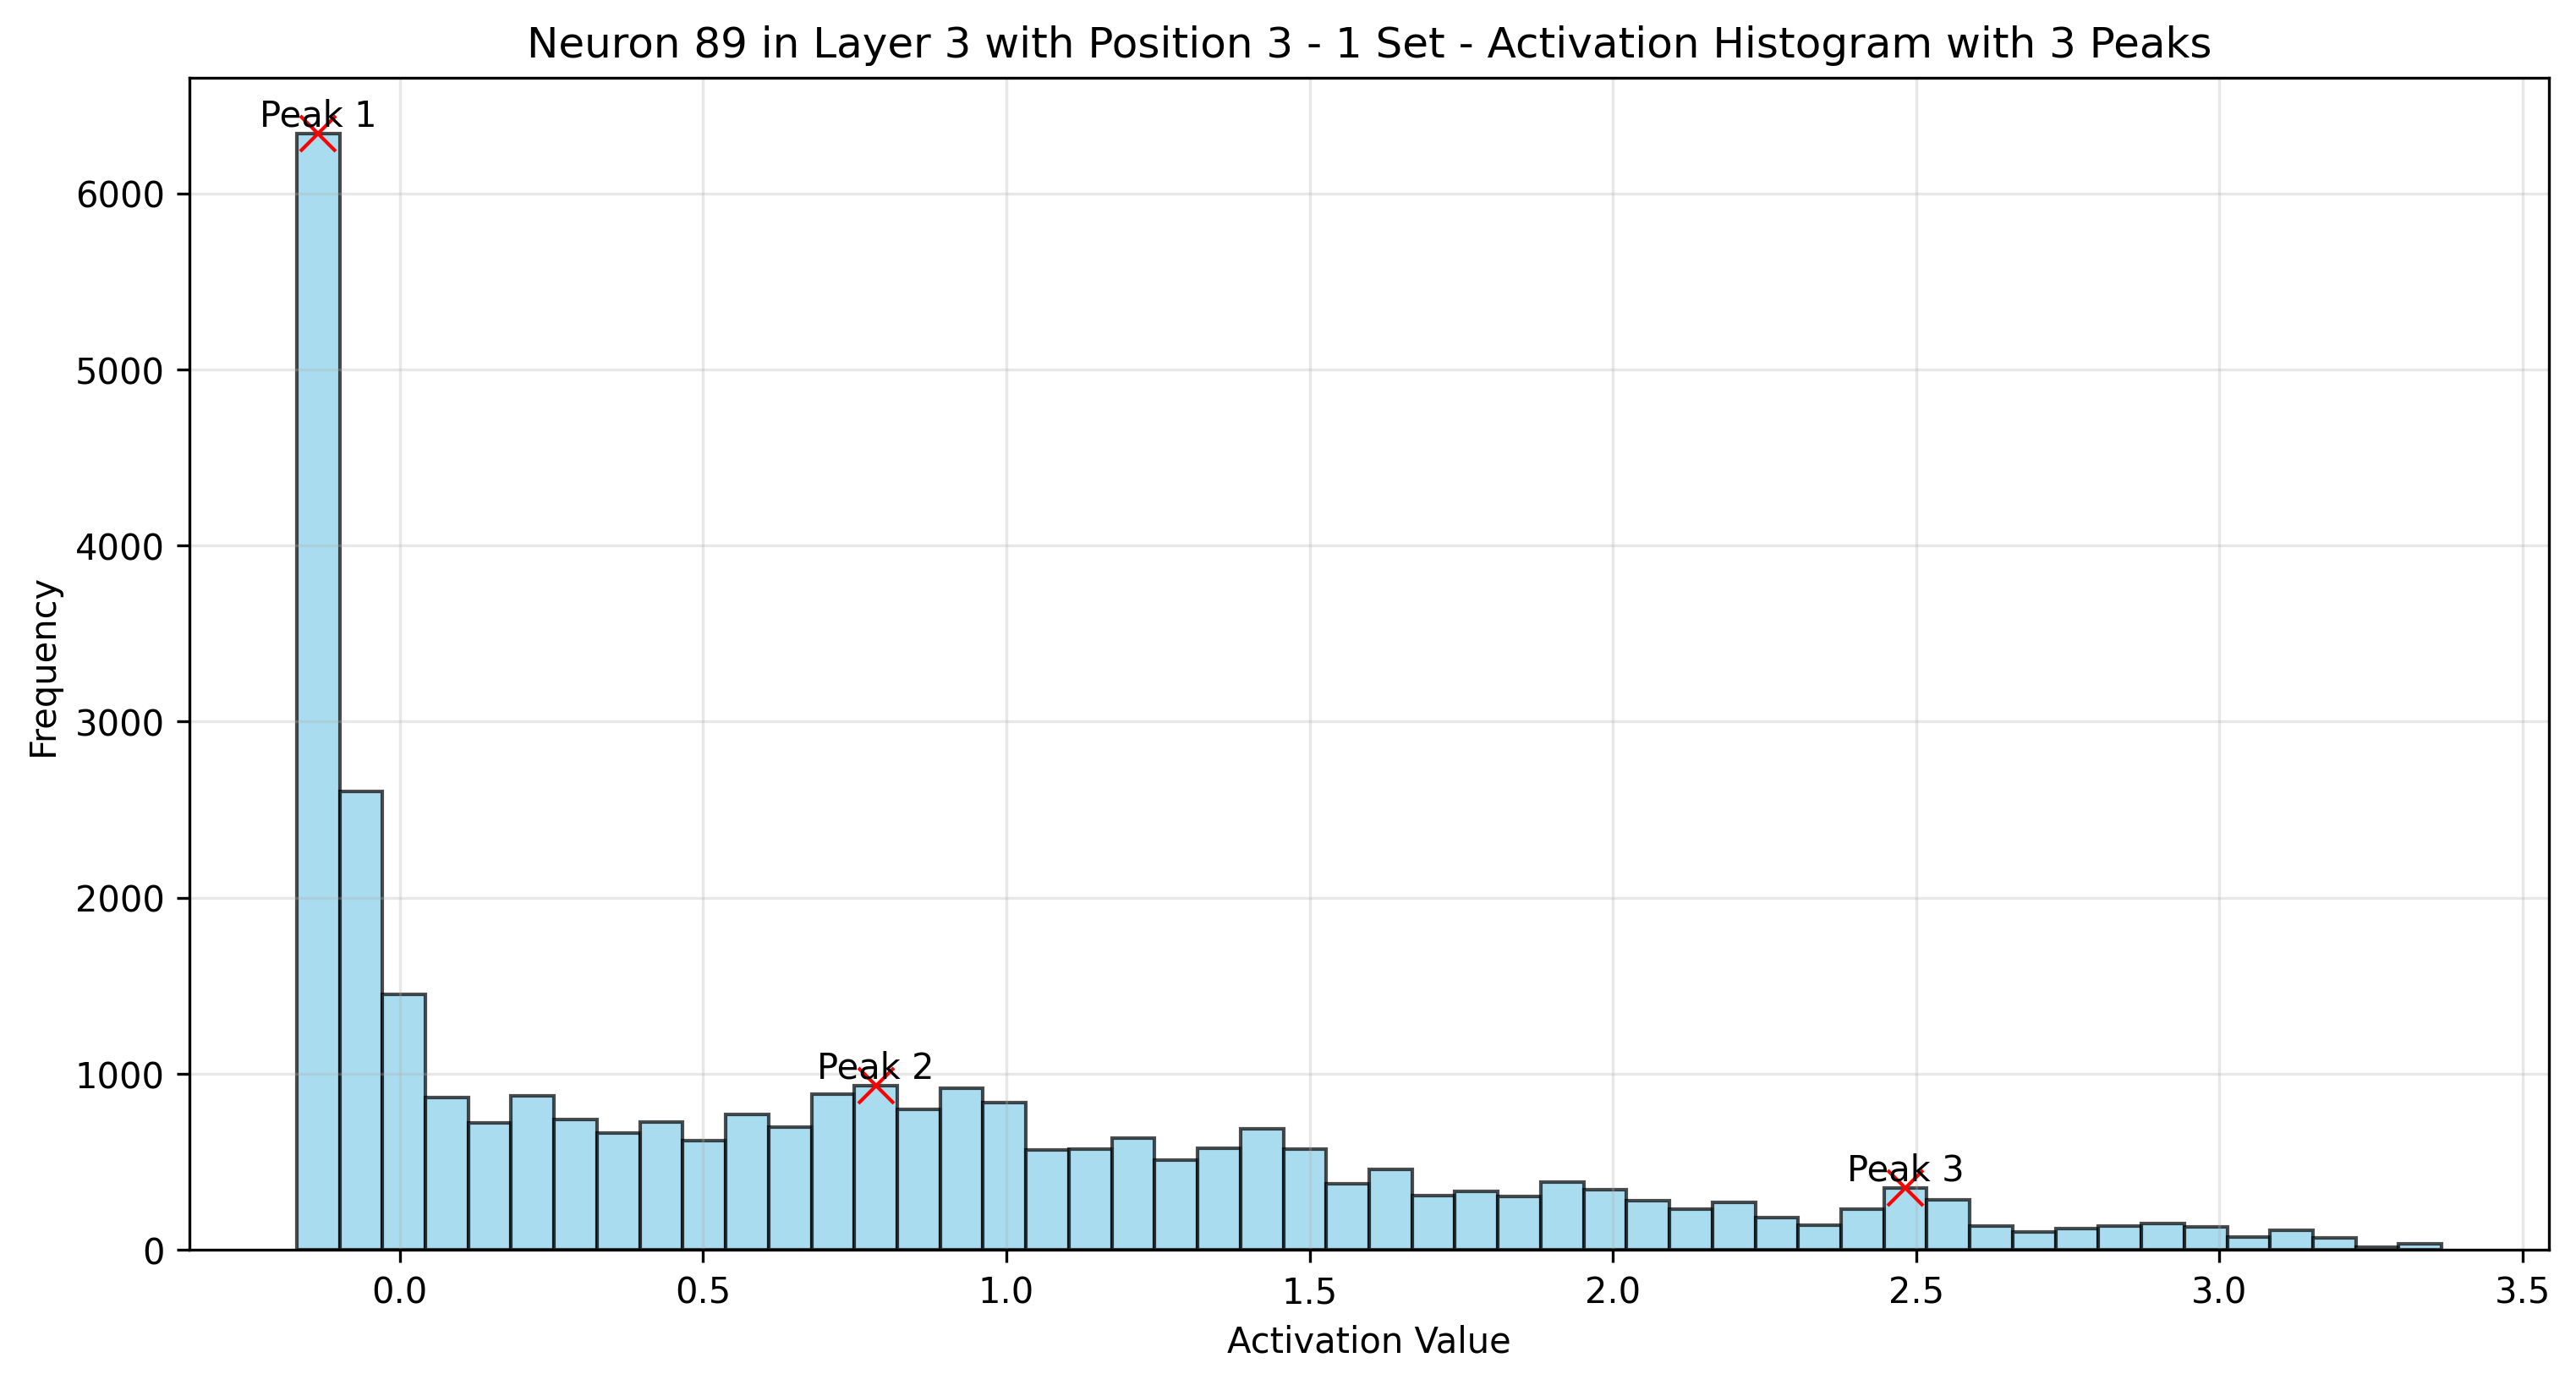 Neuron 89 in Layer 3 with Position 3 - 1 Set - Activation Histogram with 3 Peaks
Peak 1
6000
5000
4000
3000
2000
1000
0
Frequency
Peak 2
Peak 3
0.0 0.5 1.0 1.5 2.0 2.5 3.0 3.5
Activation Value